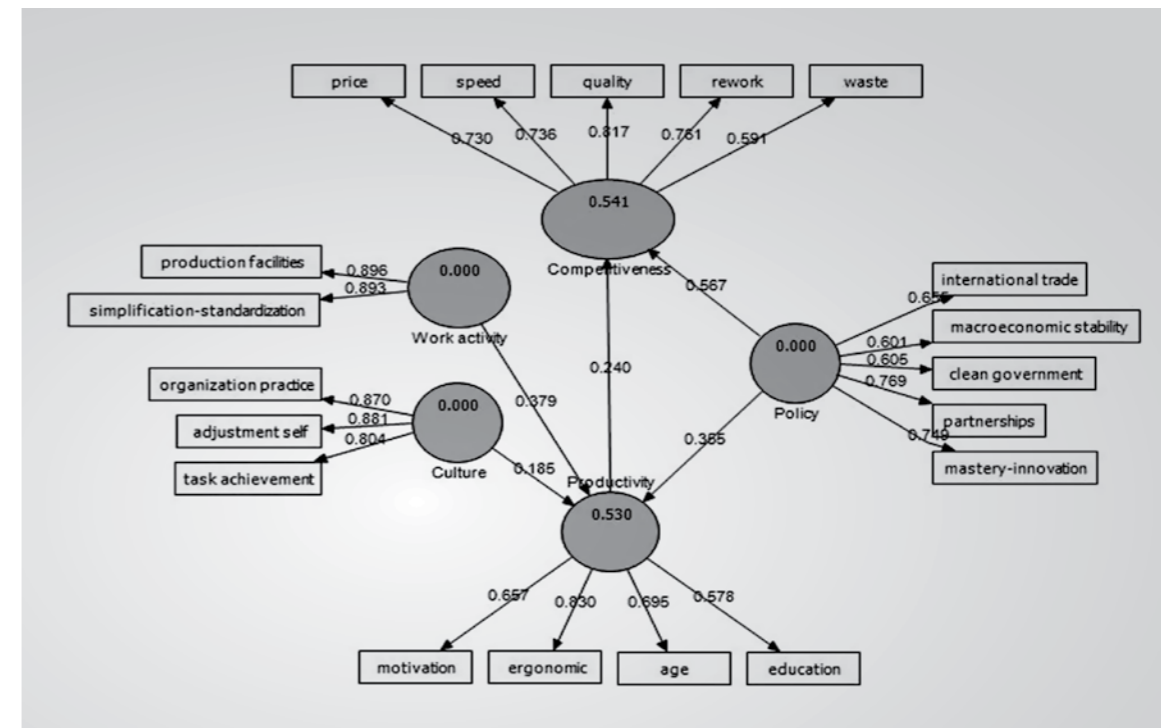 price speed quality rework waste
0.730 0.736 0.817 0.591
0.541
Competitiveness
production facilities
0.896
simplification-standardization
0.893
0.000
Work activity
0.567
international trade
macroeconomic stability
0.601
clean government
0.605
partnerships
0.769
mastery-innovation
0.749
0.000
Policy
0.240
organization practice
0.870
adjustment self
0.881
task achievement
0.804
0.000
Culture
0.379
0.185
Productivity
0.530
0.657 0.830 0.695 0.578
motivation ergonomic age education